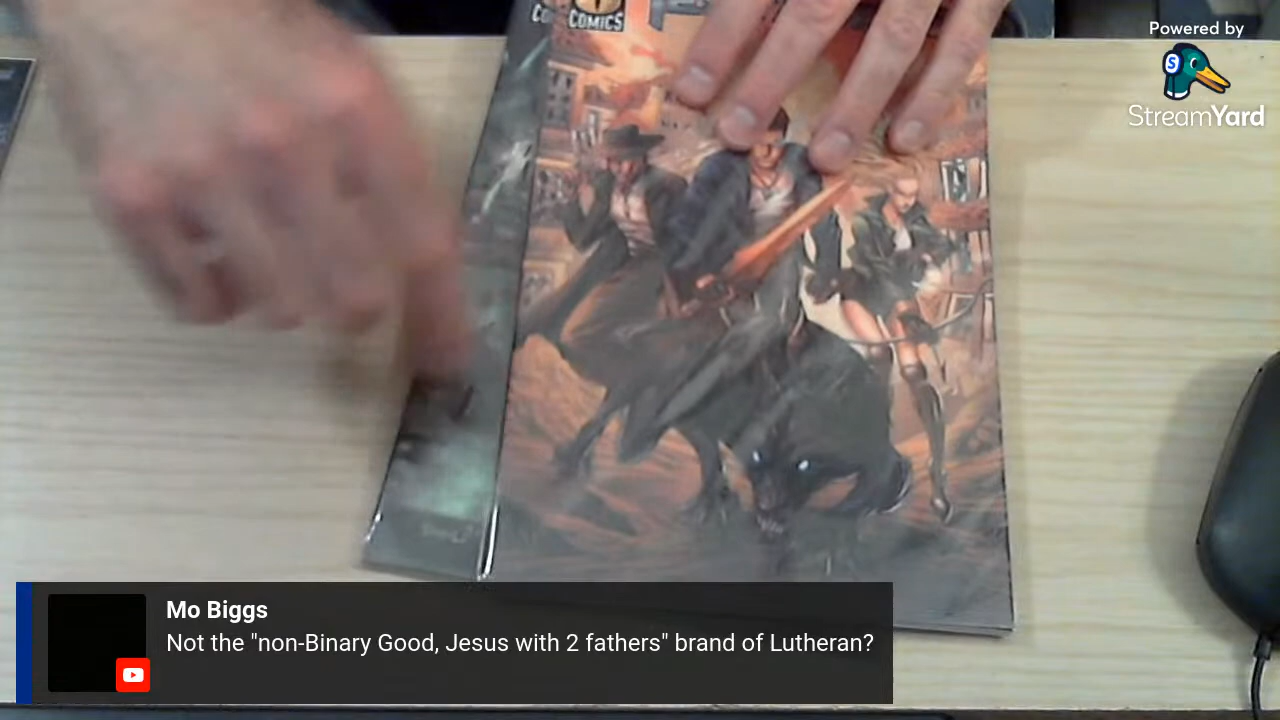 COMICS
Powered by
StreamYard
Mo Biggs
Not the "non-Binary Good, Jesus with 2 fathers" brand of Lutheran?